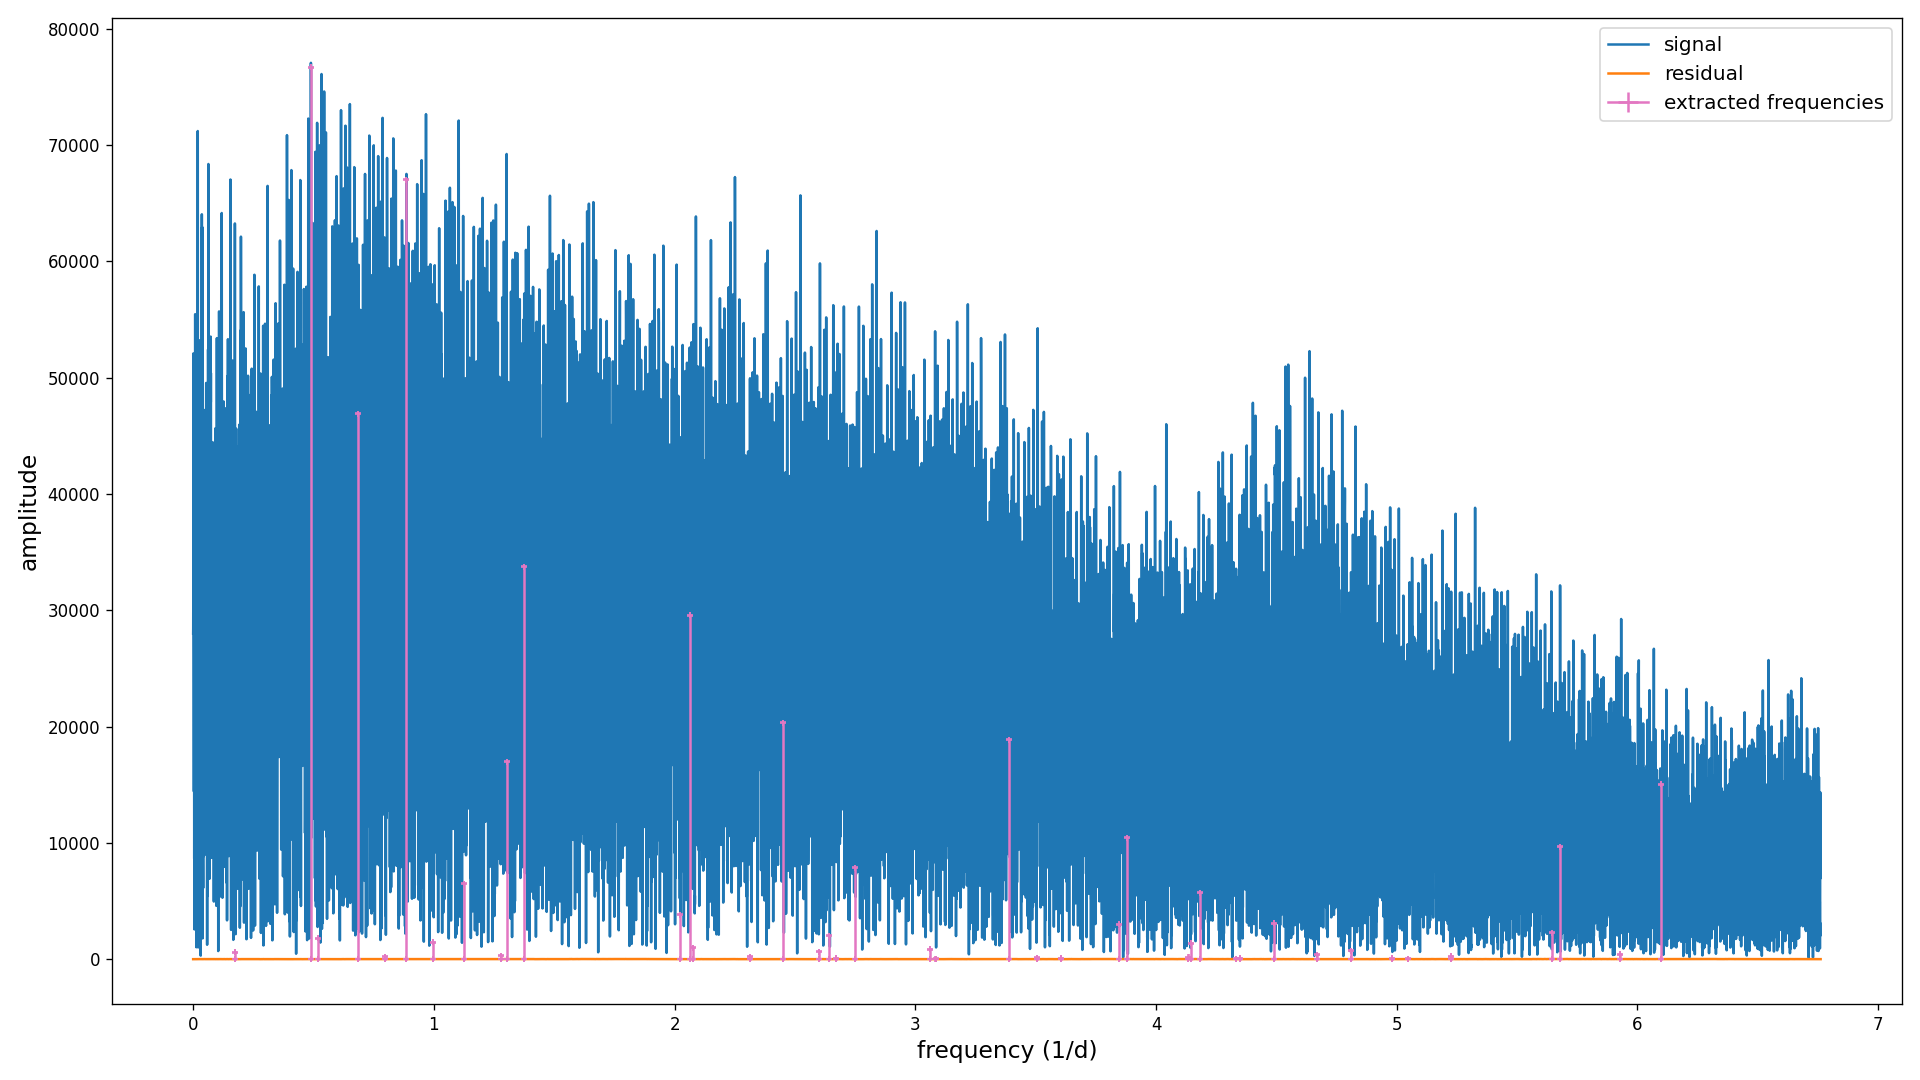 80000
70000
60000
50000
40000
30000
20000
10000
0
amplitude
0 1 2 3 4 5 6 7
frequency (1/d)
signal
residual
extracted frequencies